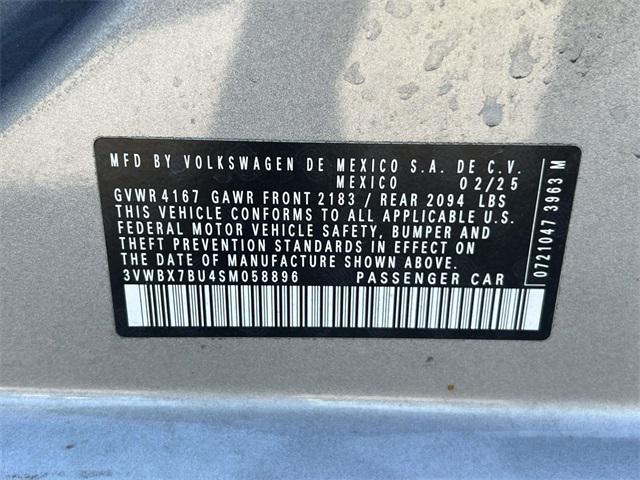 MFD BY VOLKSWAGEN DE MEXICO S.A. DE C.V.
MEXICO 02/25
GVWR 4167 GAWR FRONT 2183 / REAR 2094 LBS
THIS VEHICLE CONFORMS TO ALL APPLICABLE U.S.
FEDERAL MOTOR VEHICLE SAFETY, BUMPER AND
THEFT PREVENTION STANDARDS IN EFFECT ON THE
DATE OF MANUFACTURE SHOWN ABOVE.
3VWBX7BU4SM058896 PASSENGER CAR
0721047 3963 M